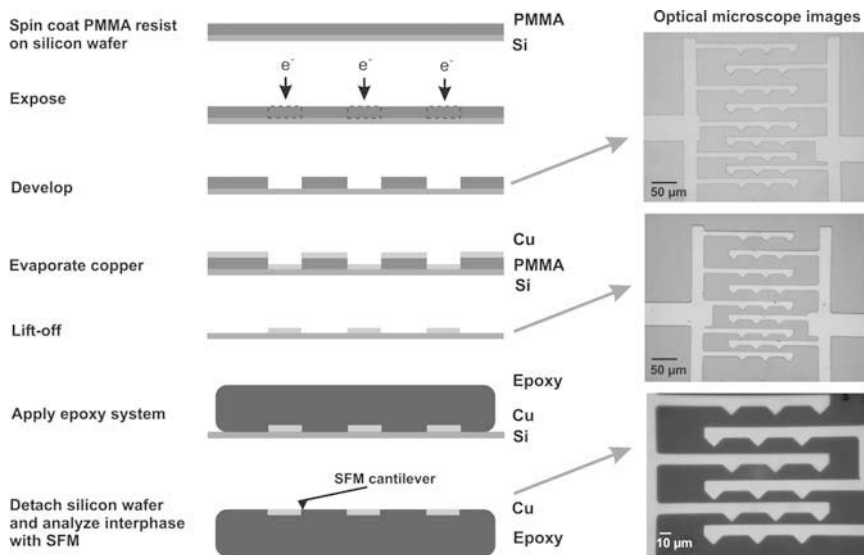 Spin coat PMMA resist
on silicon wafer
PMMA
Si
Optical microscope images
e-
e-
e-
Expose
50 µm
Develop
Cu
Evaporate copper
PMMA
Si
Lift-off
50 µm
Epoxy
Apply epoxy system
Cu
Si
SFM cantilever
Detach silicon wafer
and analyze interphase
with SFM
Cu
Epoxy
10 µm